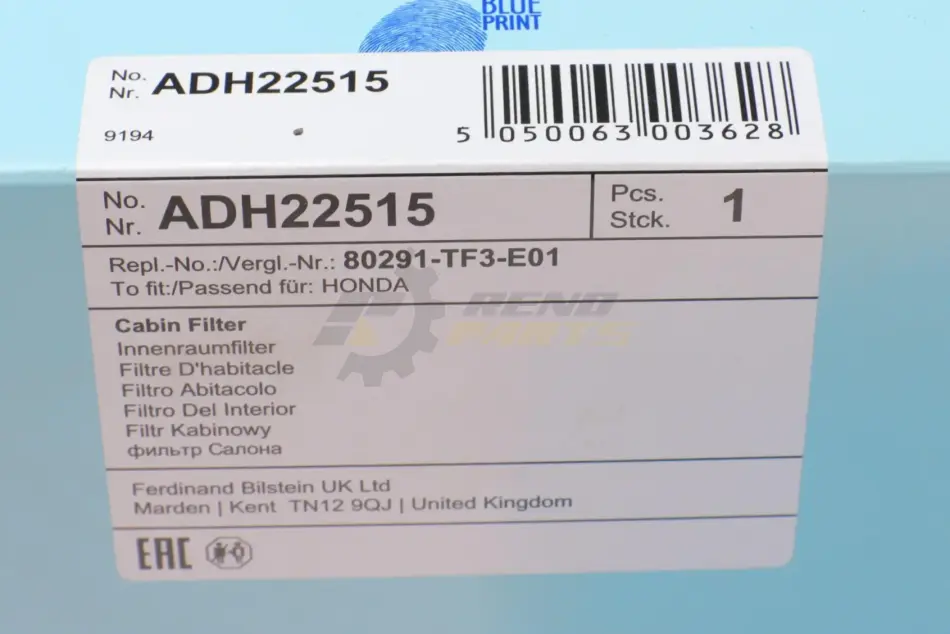 BLUE
PRINT
No.
Nr. ADH22515
9194
5 050063 003628
No.
Nr. ADH22515
Pcs.
Stck. 1
Repl.-No.:/Vergl.-Nr.: 80291-TF3-E01
To fit:/Passend für: HONDA
RENO
PARTS
Cabin Filter
Innenraumfilter
Filtre D'habitacle
Filtro Abitacolo
Filtro Del Interior
Filtr Kabinowy
фильтр Салона
Ferdinand Bilstein UK Ltd
Marden | Kent TN12 9QJ | United Kingdom
EAC